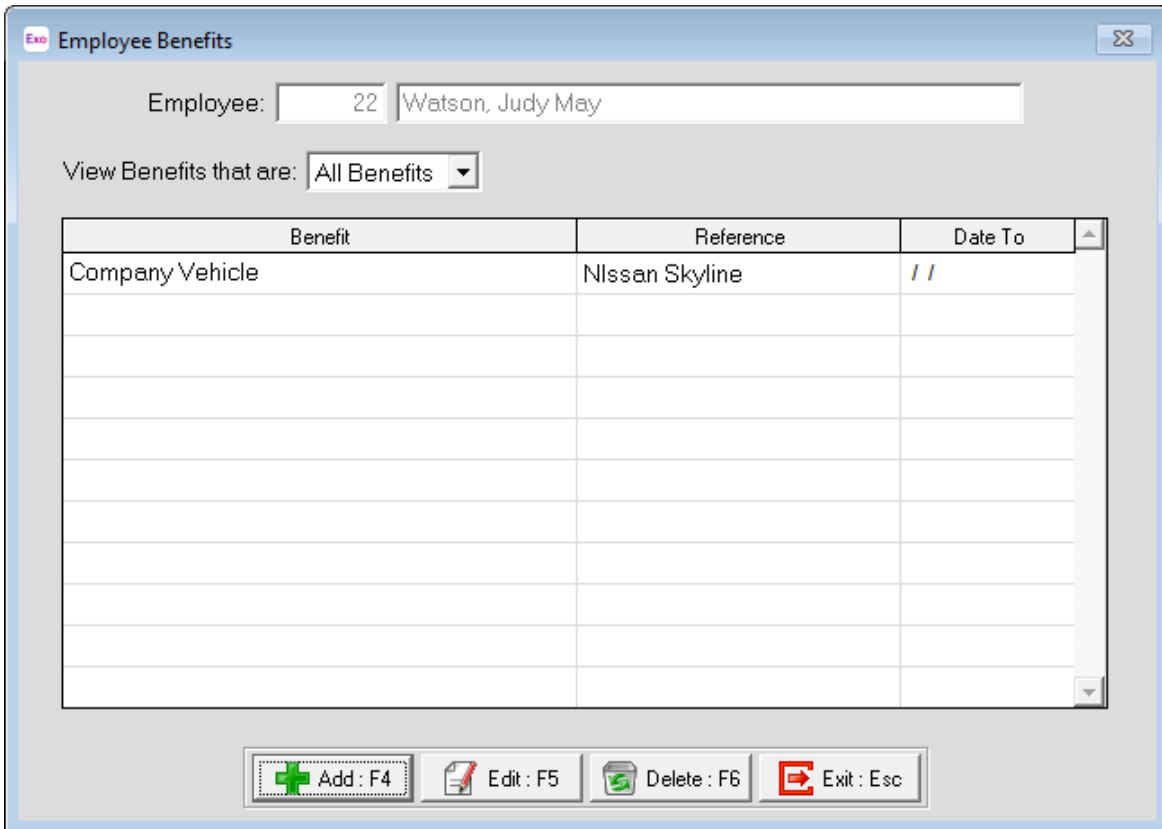 Exo Employee Benefits
Employee: 22 Watson, Judy May
View Benefits that are: All Benefits
Benefit Reference Date To
Company Vehicle NIssan Skyline / /
Add : F4 Edit : F5 Delete : F6 Exit : Esc